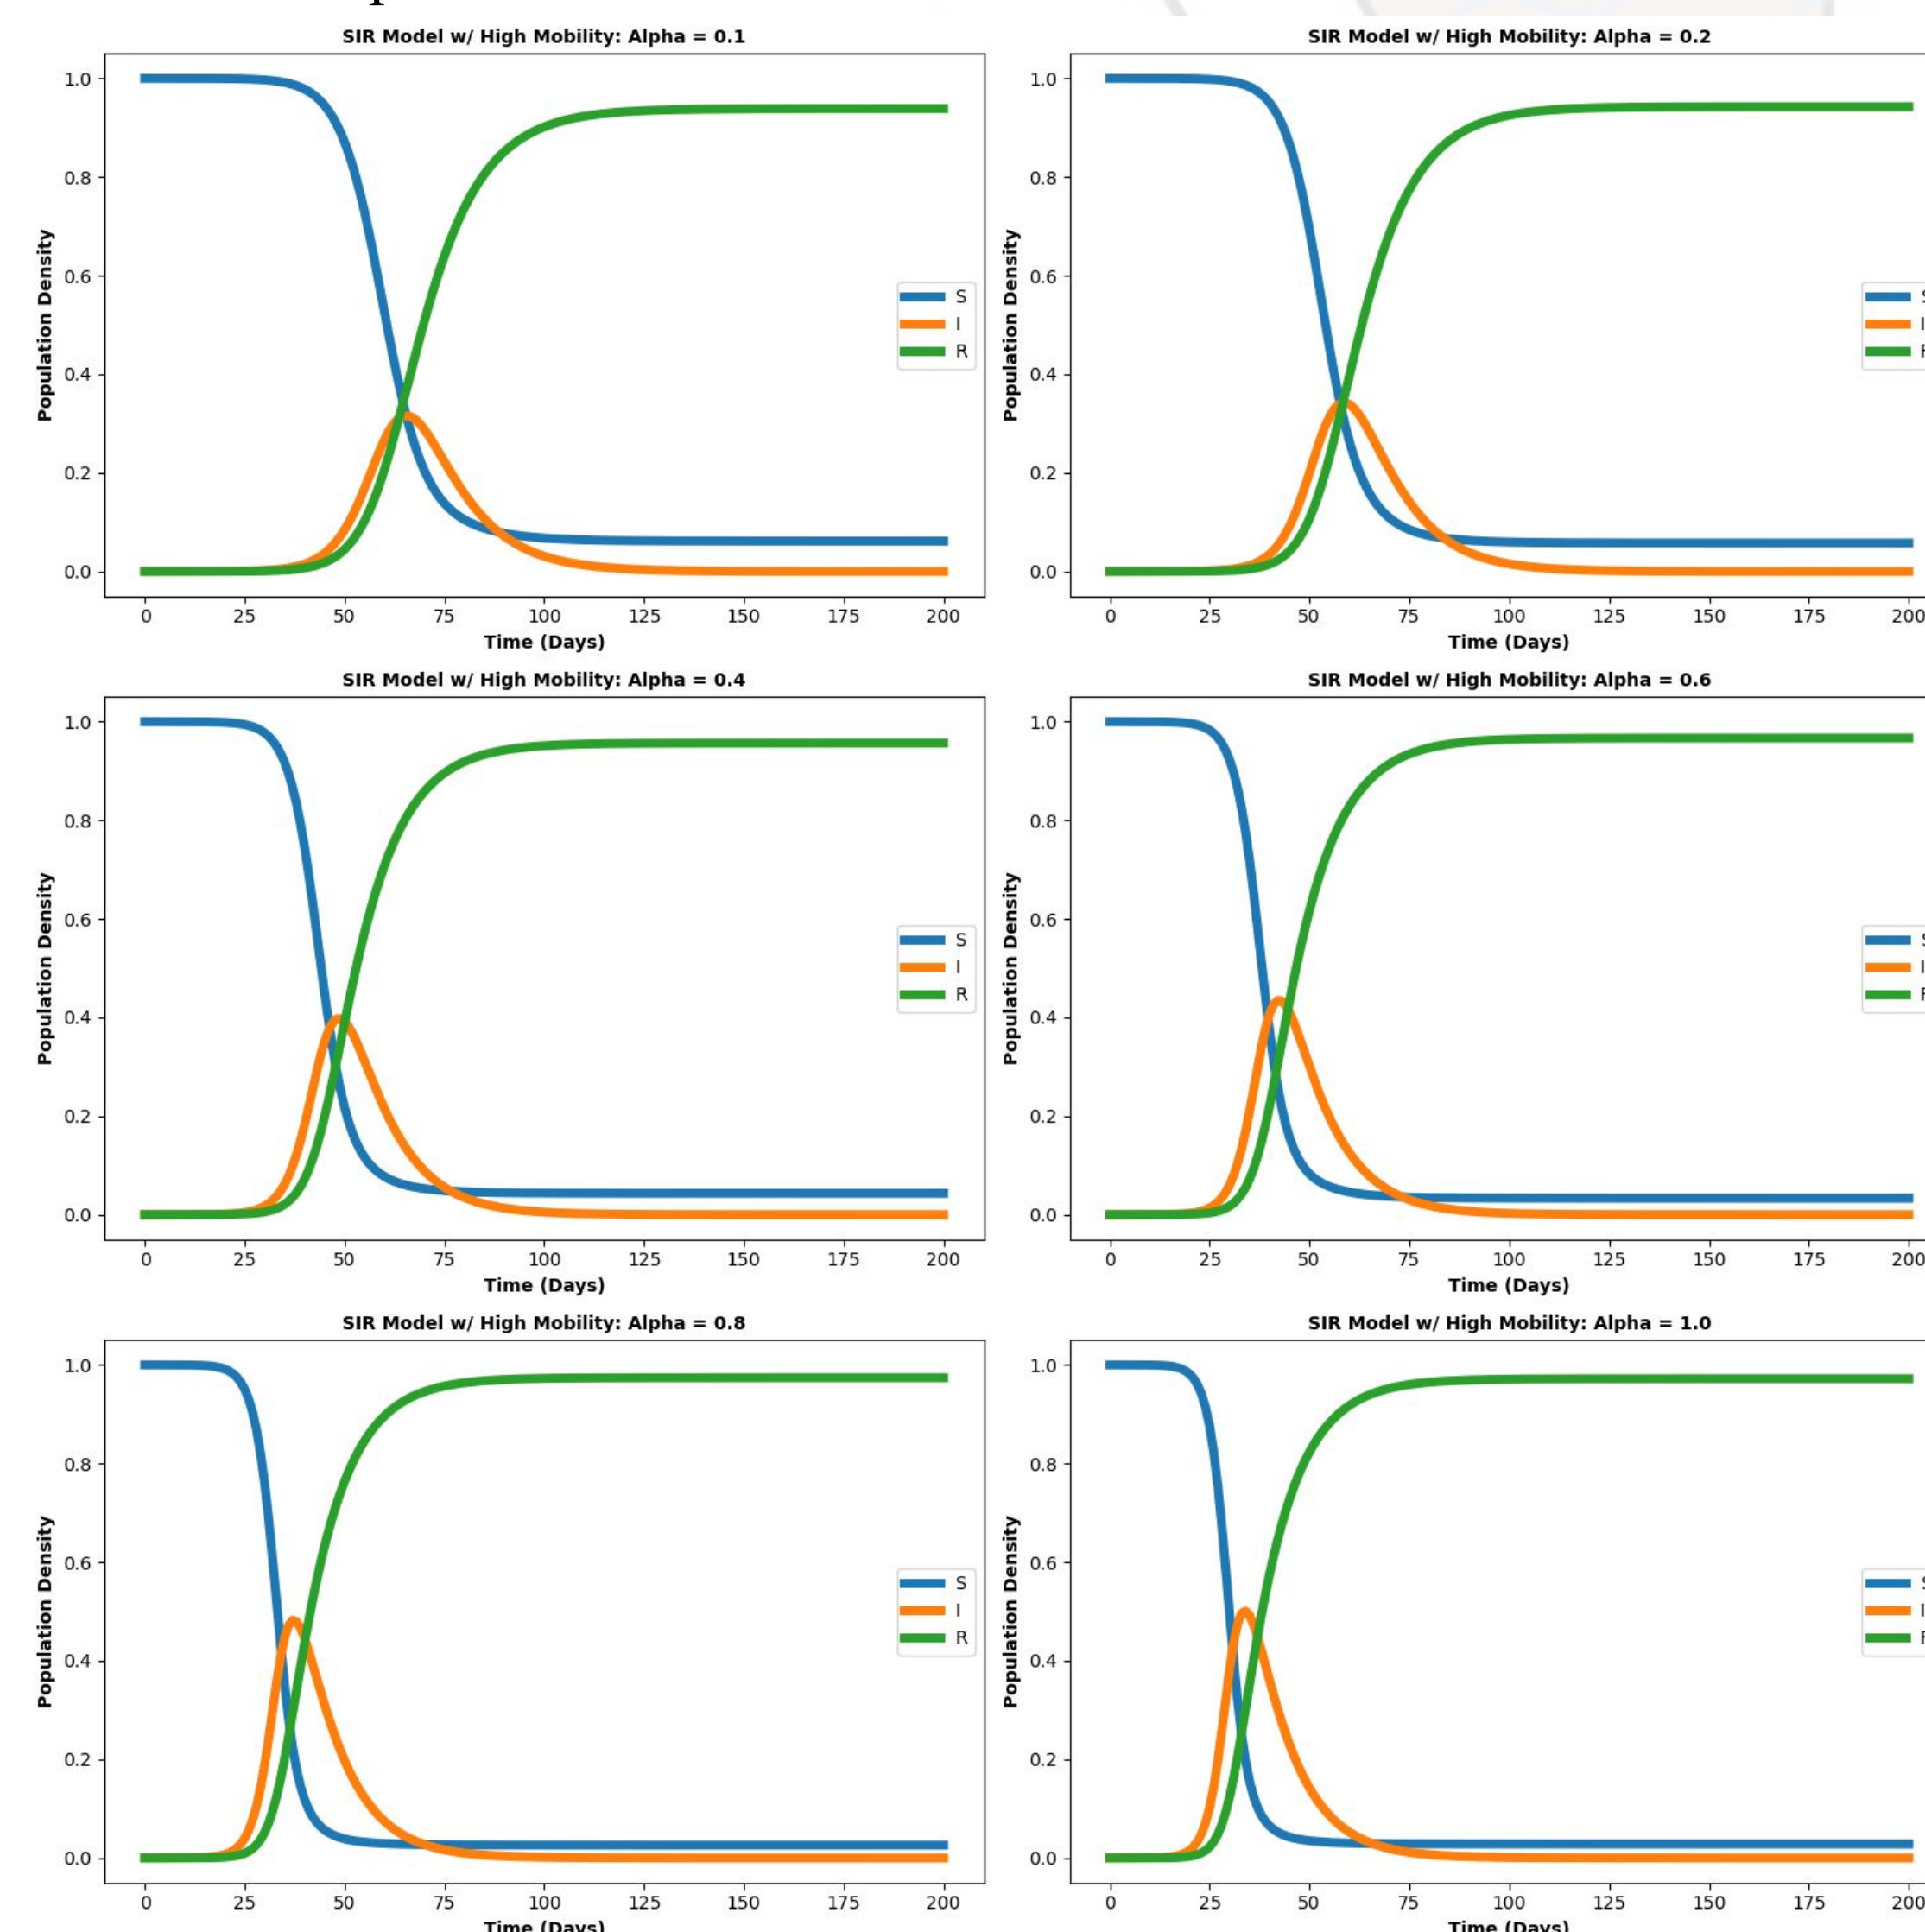 SIR Model w/ High Mobility: Alpha = 0.1
1.0
0.8
0.6
0.4
0.2
0.0
Population Density
S
I
R
0 25 50 75 100 125 150 175 200
Time (Days)
SIR Model w/ High Mobility: Alpha = 0.2
1.0
0.8
0.6
0.4
0.2
0.0
Population Density
I
0 25 50 75 100 125 150 175 200
Time (Days)
SIR Model w/ High Mobility: Alpha = 0.4
1.0
0.8
0.6
0.4
0.2
0.0
Population Density
S
I
R
0 25 50 75 100 125 150 175 200
Time (Days)
SIR Model w/ High Mobility: Alpha = 0.6
1.0
0.8
0.6
0.4
0.2
0.0
Population Density
I
0 25 50 75 100 125 150 175 200
Time (Days)
SIR Model w/ High Mobility: Alpha = 0.8
1.0
0.8
0.6
0.4
0.2
0.0
Population Density
S
I
R
0 25 50 75 100 125 150 175 200
Time (Days)
SIR Model w/ High Mobility: Alpha = 1.0
1.0
0.8
0.6
0.4
0.2
0.0
Population Density
I
0 25 50 75 100 125 150 175 200
Time (Days)